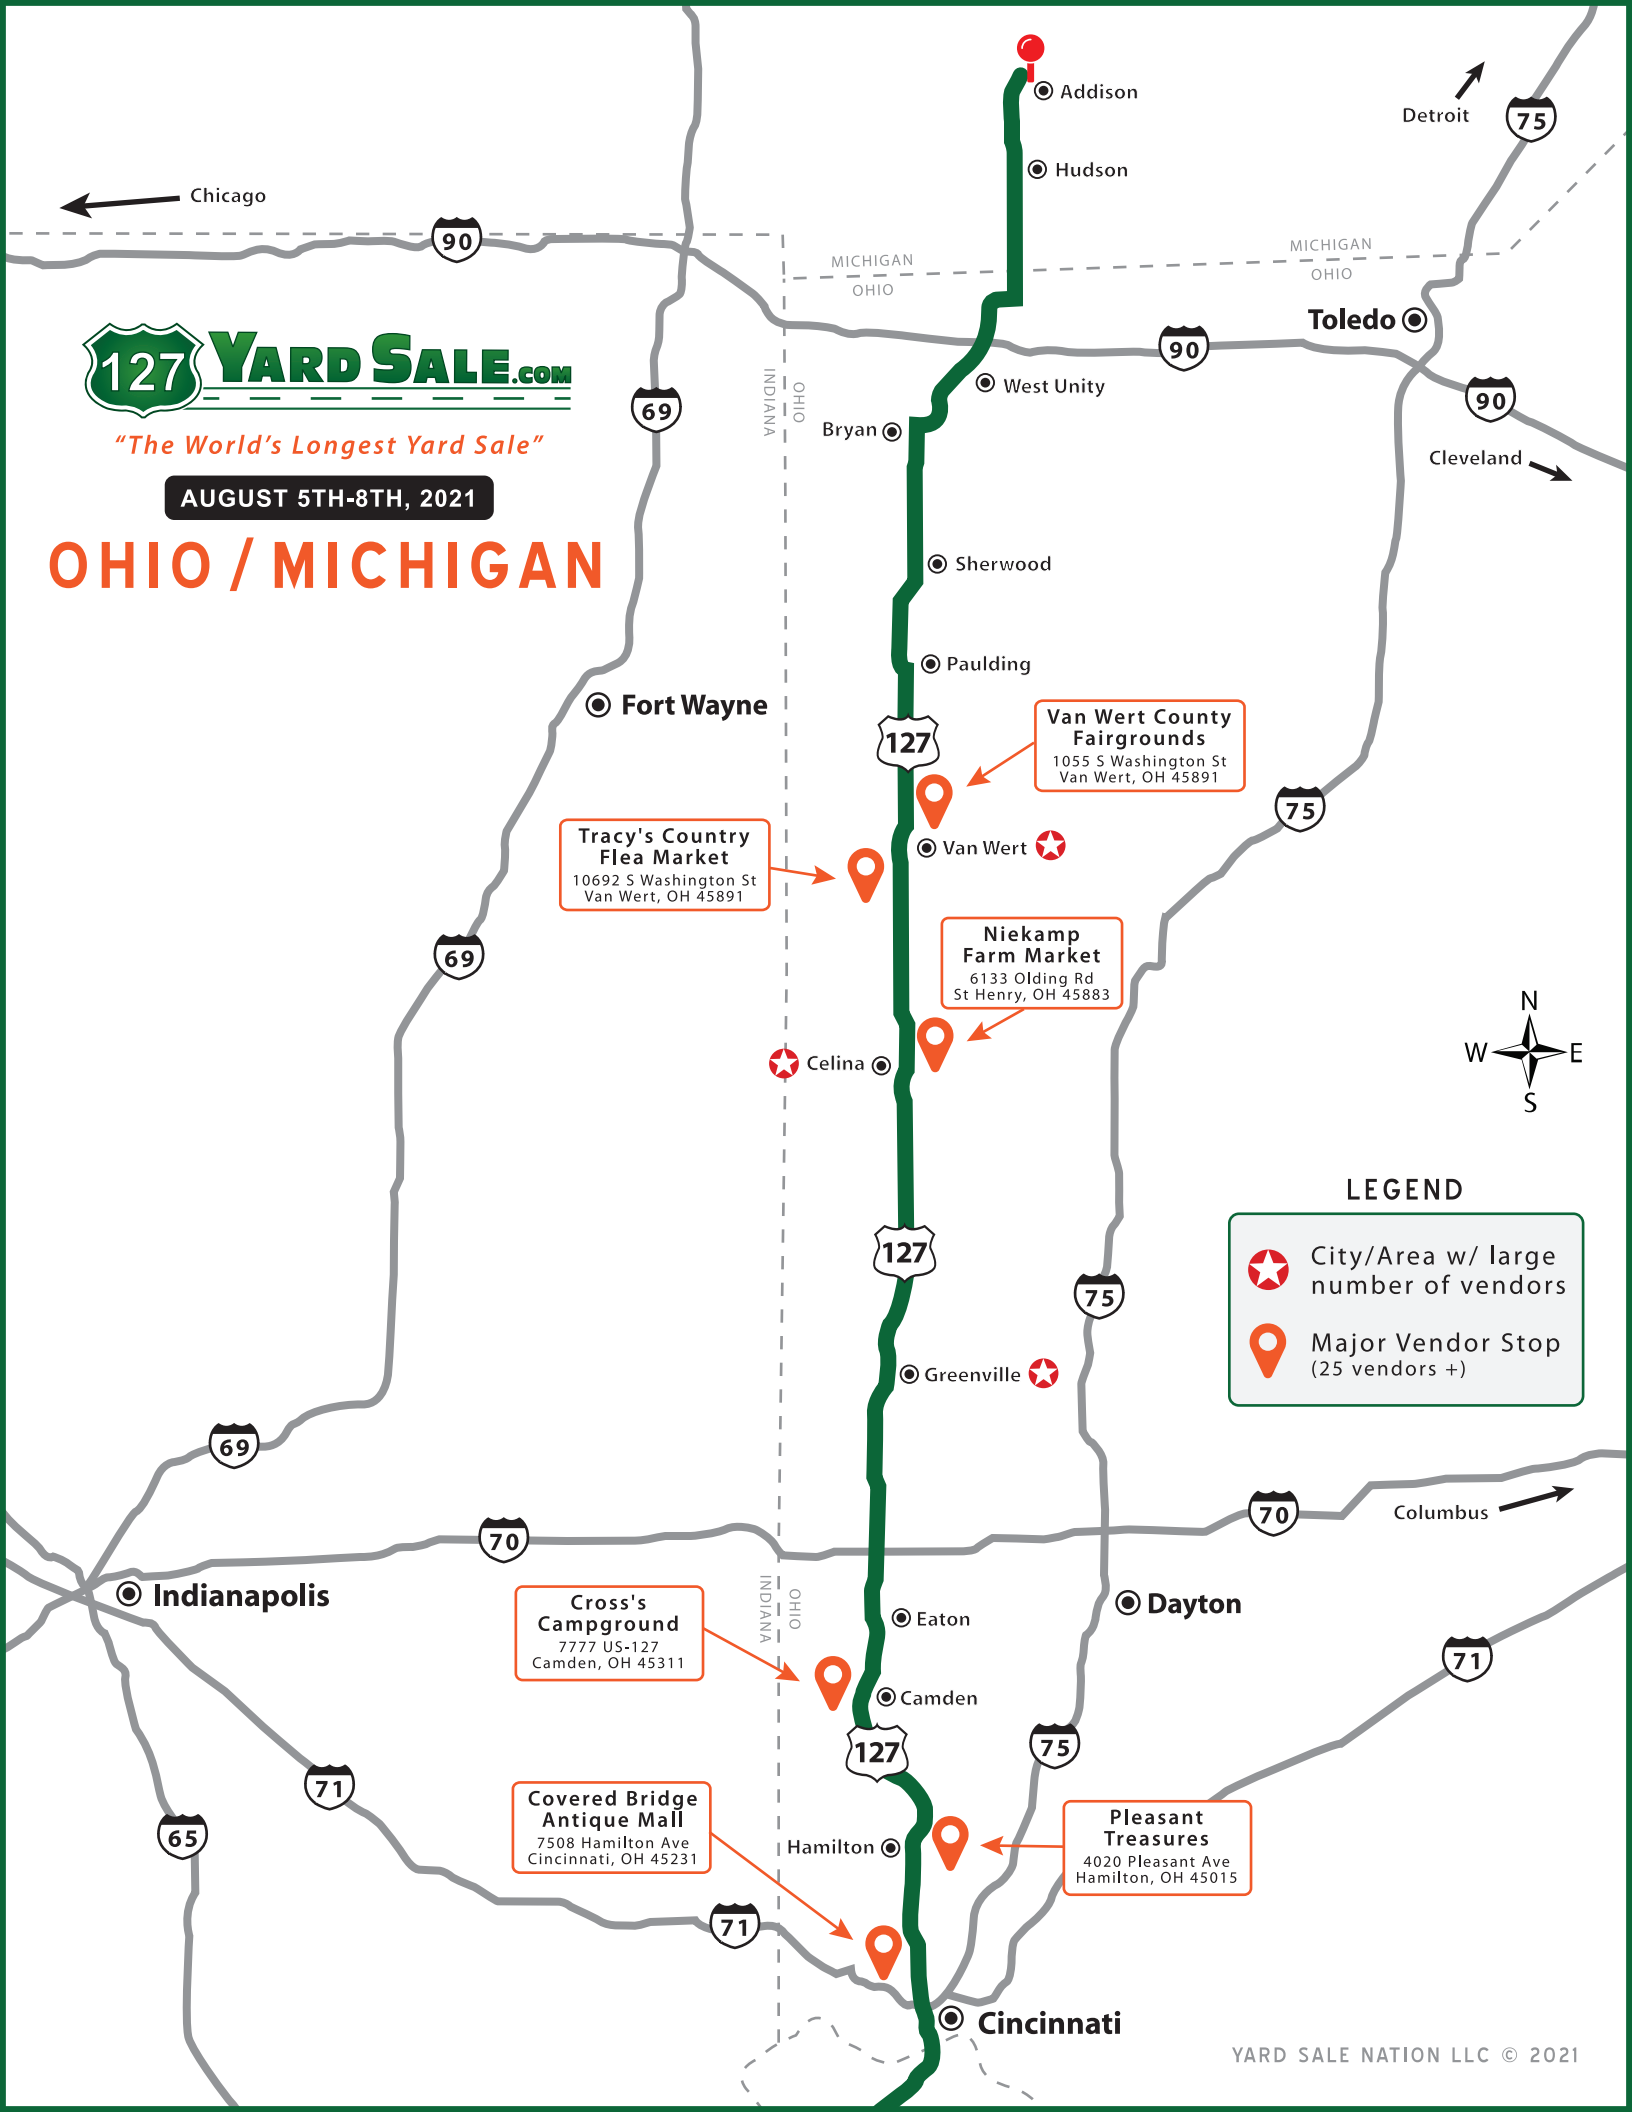 Addison
Detroit
75
Hudson
Chicago
90
MICHIGAN
OHIO
MICHIGAN
OHIO
Toledo
90
127 YARD SALE.COM
"The World's Longest Yard Sale"
AUGUST 5TH-8TH, 2021
OHIO / MICHIGAN
69
INDIANA
OHIO
West Unity
Bryan
90
Cleveland
Sherwood
Paulding
Fort Wayne
127
Van Wert County
Fairgrounds
1055 S Washington St
Van Wert, OH 45891
75
Tracy's Country
Flea Market
10692 S Washington St
Van Wert, OH 45891
Van Wert
69
Niekamp
Farm Market
6133 Olding Rd
St Henry, OH 45883
N
W E
S
Celina
LEGEND
City/Area w/ large
number of vendors
Major Vendor Stop
(25 vendors +)
127
75
Greenville
69
70
70
Columbus
Indianapolis
INDIANA
OHIO
Cross's
Campground
7777 US-127
Camden, OH 45311
Eaton
Dayton
71
Camden
127
75
71
65
Covered Bridge
Antique Mall
7508 Hamilton Ave
Cincinnati, OH 45231
Hamilton
Pleasant
Treasures
4020 Pleasant Ave
Hamilton, OH 45015
71
Cincinnati
YARD SALE NATION LLC © 2021